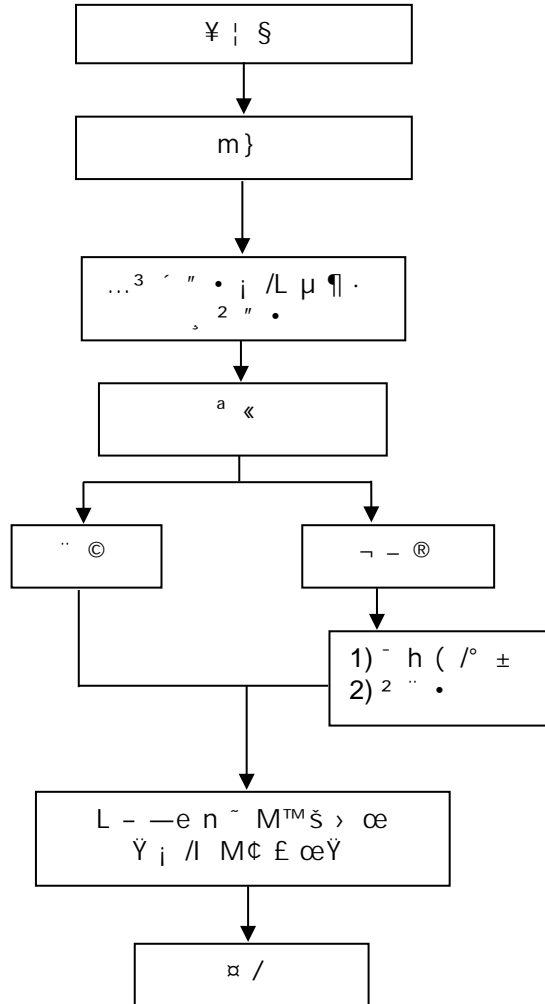 ¥ ¦ §
m}
…³ ´ ″ • ¡ /L µ ¶ ·
¸ ² ″ •
ª «
¨ ©
¬ – ®
1) ¯ h ( /° ±
2) ² ¨ •
L – —e n ˜ M™š › œ
Ÿ ¡ /I M¢ £ œŸ
¤ /